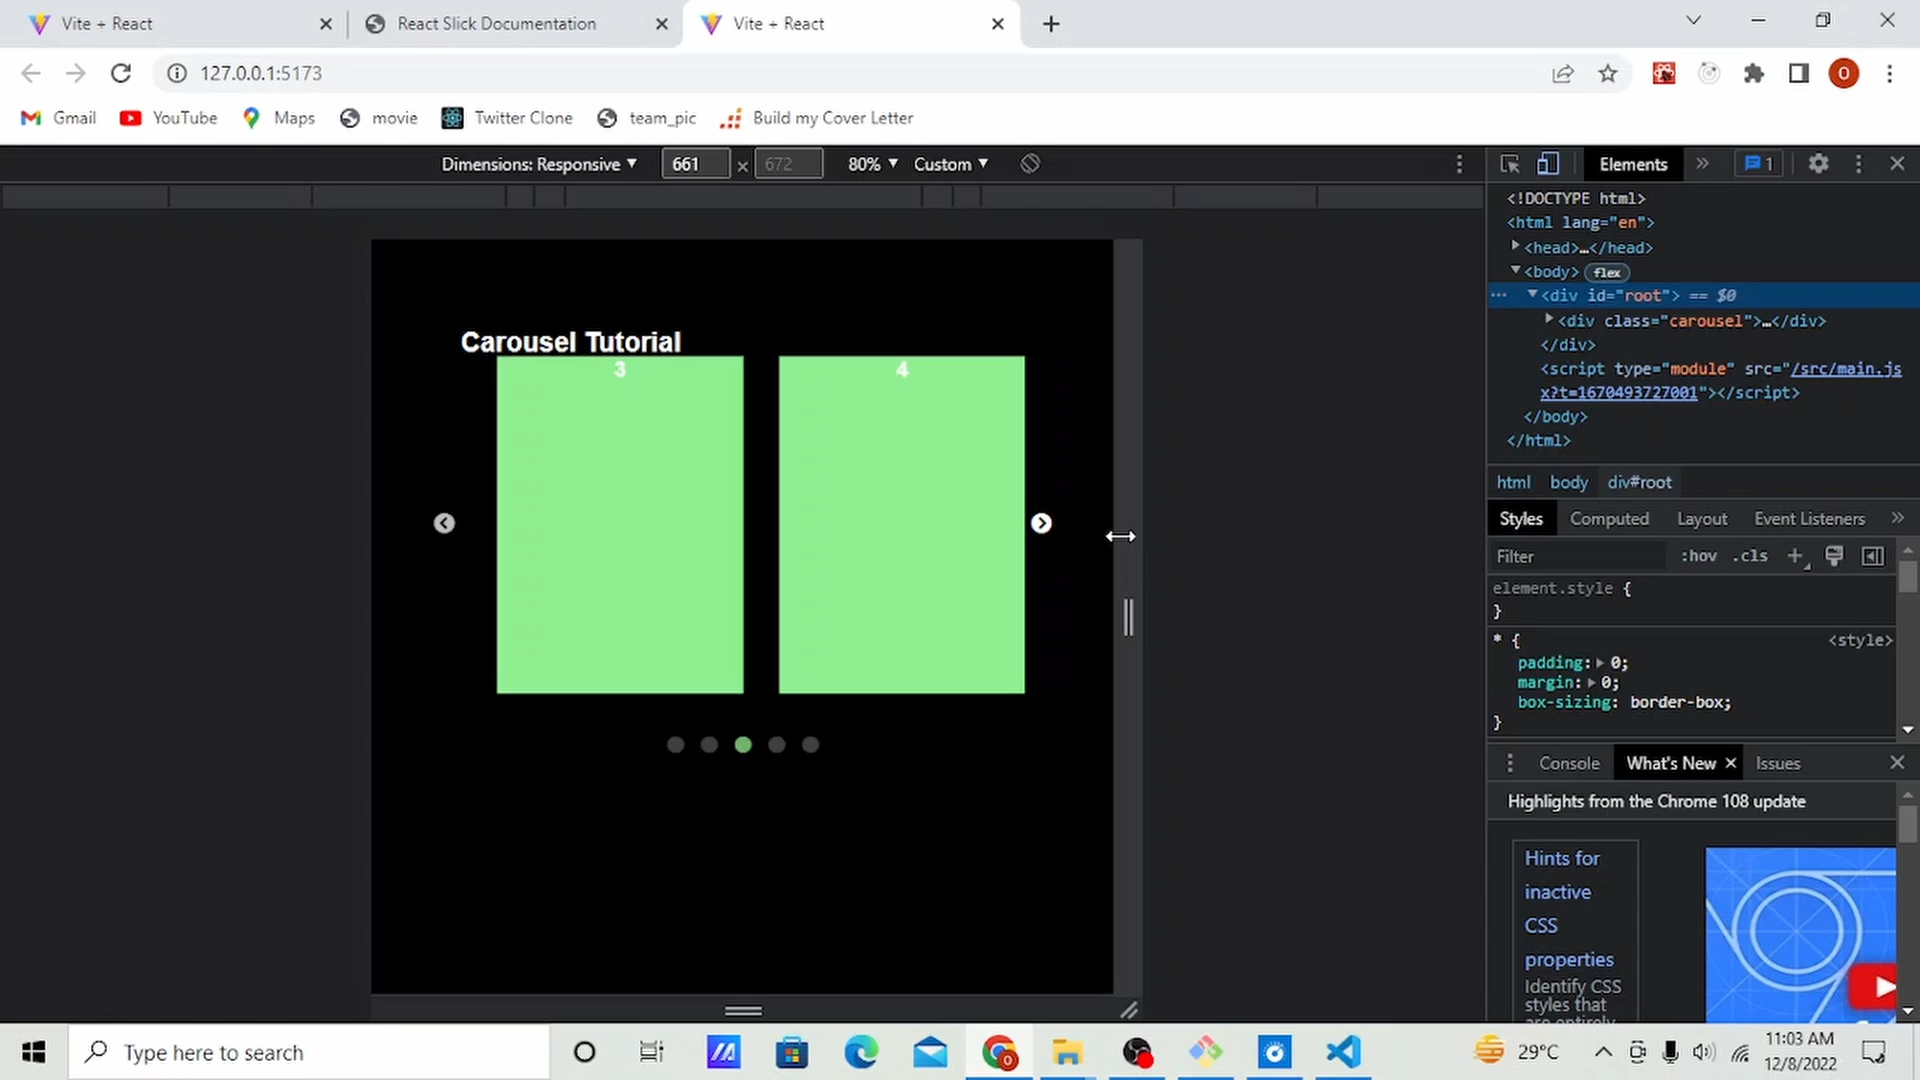 Vite + React
React Slick Documentation
Vite + React
127.0.0.1:5173
O
Gmail
YouTube
Maps
movie
Twitter Clone
team_pic
Build my Cover Letter
Dimensions: Responsive
661 × 672
80%
Custom
Elements
1
<!DOCTYPE html>
<html lang="en">
<head>…</head>
<body> flex
<div id="root"> == $0
<div class="carousel">…</div>
</div>
<script type="module" src="/src/main.js
x?t=1670493727001"></script>
</body>
</html>
html body div#root
Styles Computed Layout Event Listeners
Filter :hov .cls
element.style {
}
* { <style>
padding: 0;
margin: 0;
box-sizing: border-box;
}
Console What's New Issues
Highlights from the Chrome 108 update
Hints for
inactive
CSS
properties
Identify CSS
styles that
are entirely
Carousel Tutorial
3
4
Type here to search
29°C
11:03 AM
12/8/2022